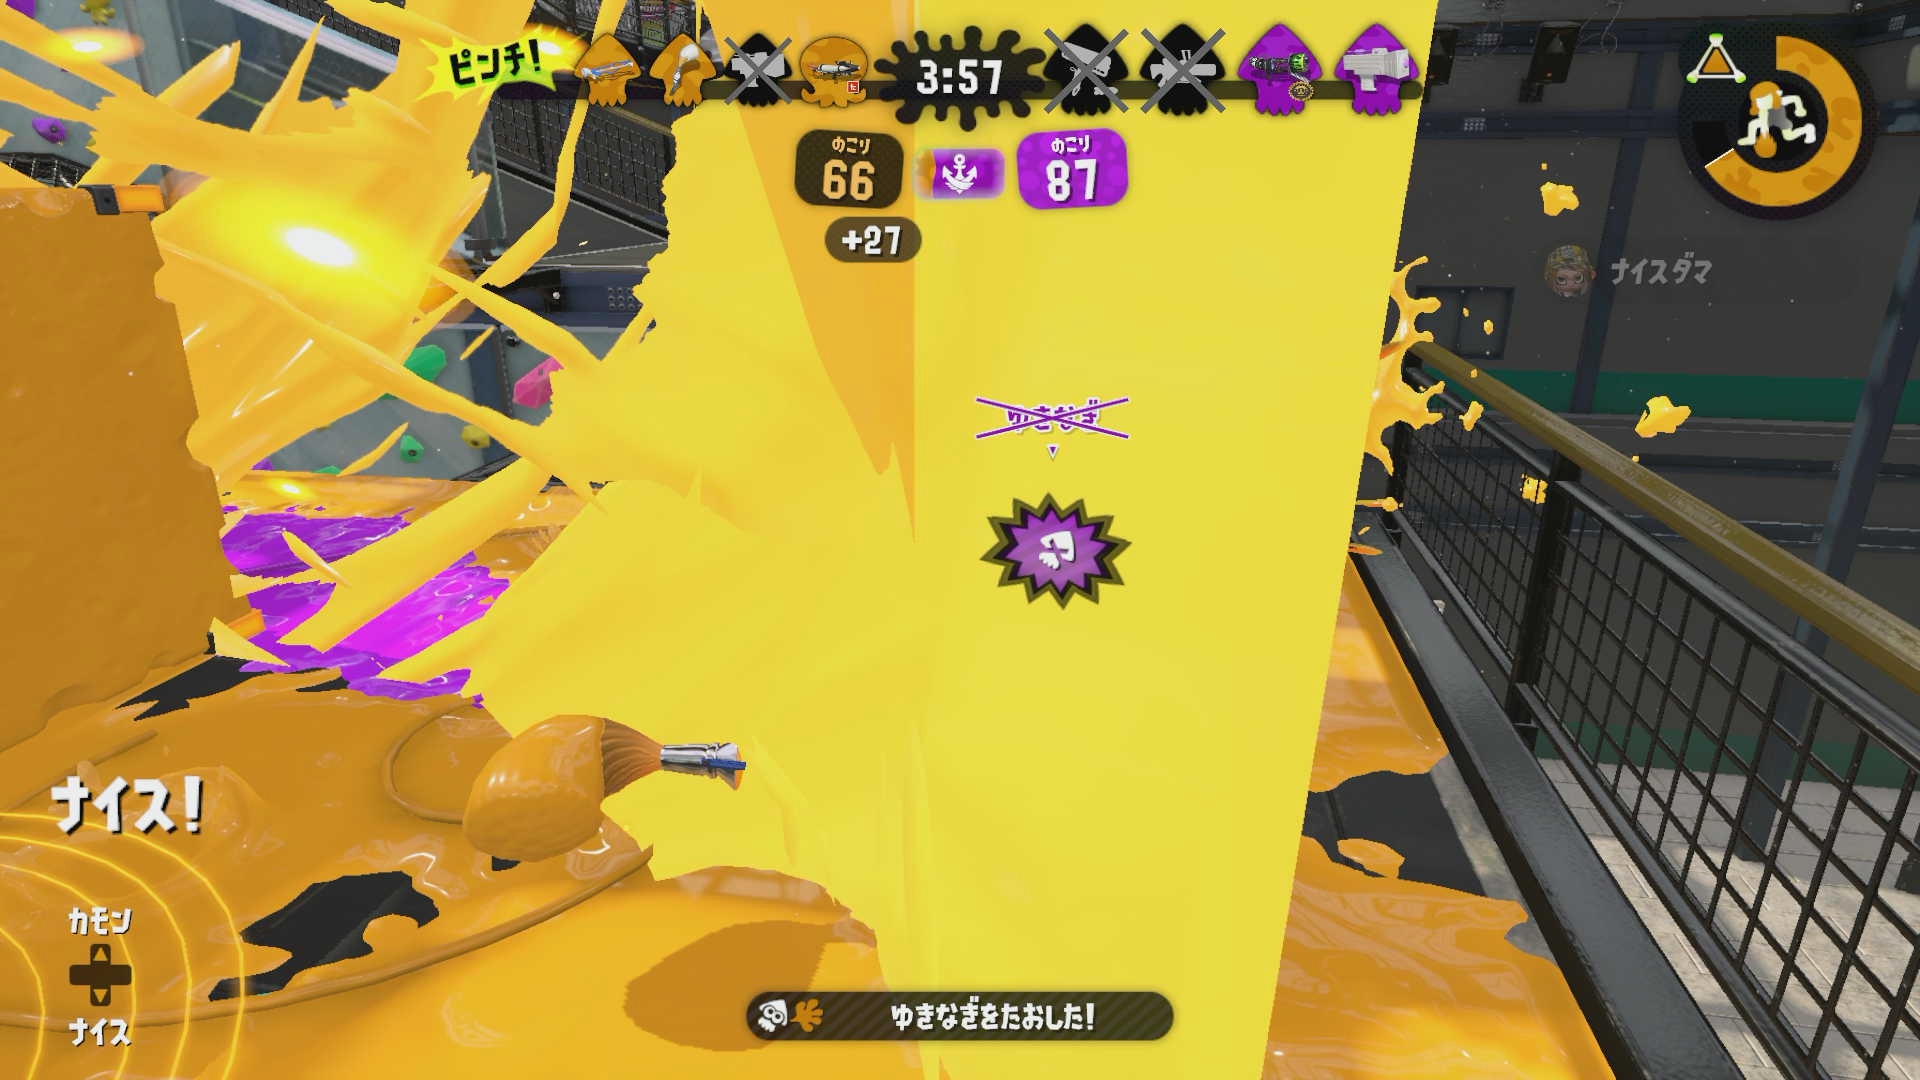 ピンチ!
3:57
のこり
66
のこり
87
+27
ナイスダマ
ゆきなぎ
ナイス!
カモン
ナイス
ゆきなぎをたおした!